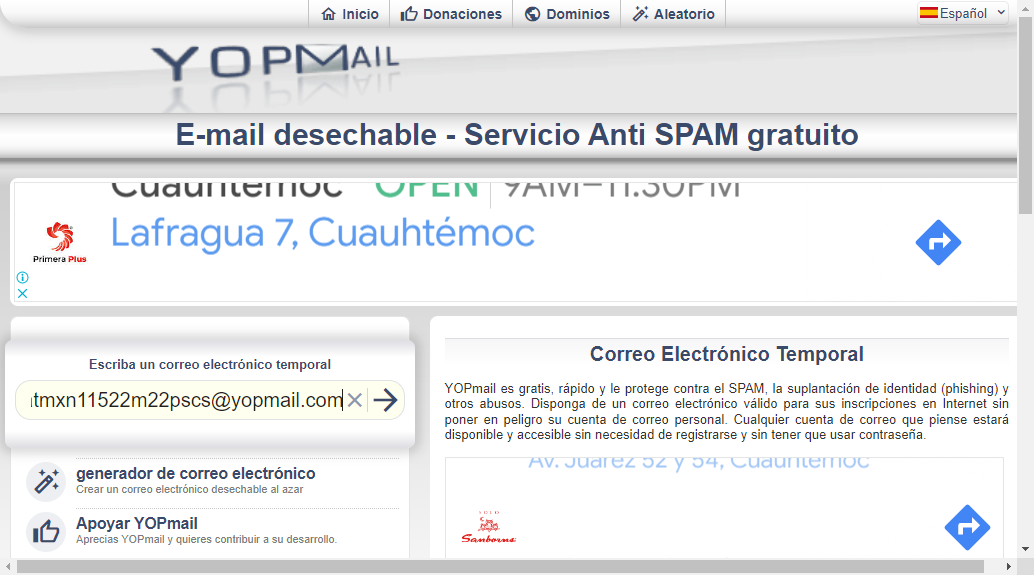 Inicio Donaciones Dominios Aleatorio Español
YOPMAIL
E-mail desechable - Servicio Anti SPAM gratuito
Cuauhtémoc OPEN 9AM–11:30PM
Lafragua 7, Cuauhtémoc
Primera Plus
Escriba un correo electrónico temporal
tmxn11522m22pscs@yopmail.com
generador de correo electrónico
Crear un correo electrónico desechable al azar
Apoyar YOPmail
Aprecias YOPmail y quieres contribuir a su desarrollo.
Correo Electrónico Temporal
YOPmail es gratis, rápido y le protege contra el SPAM, la suplantación de identidad (phishing) y
otros abusos. Disponga de un correo electrónico válido para sus inscripciones en Internet sin
poner en peligro su cuenta de correo personal. Cualquier cuenta de correo que piense estará
disponible y accesible sin necesidad de registrarse y sin tener que usar contraseña.
Av. Juárez 52 y 54, Cuauhtémoc
Sanborns